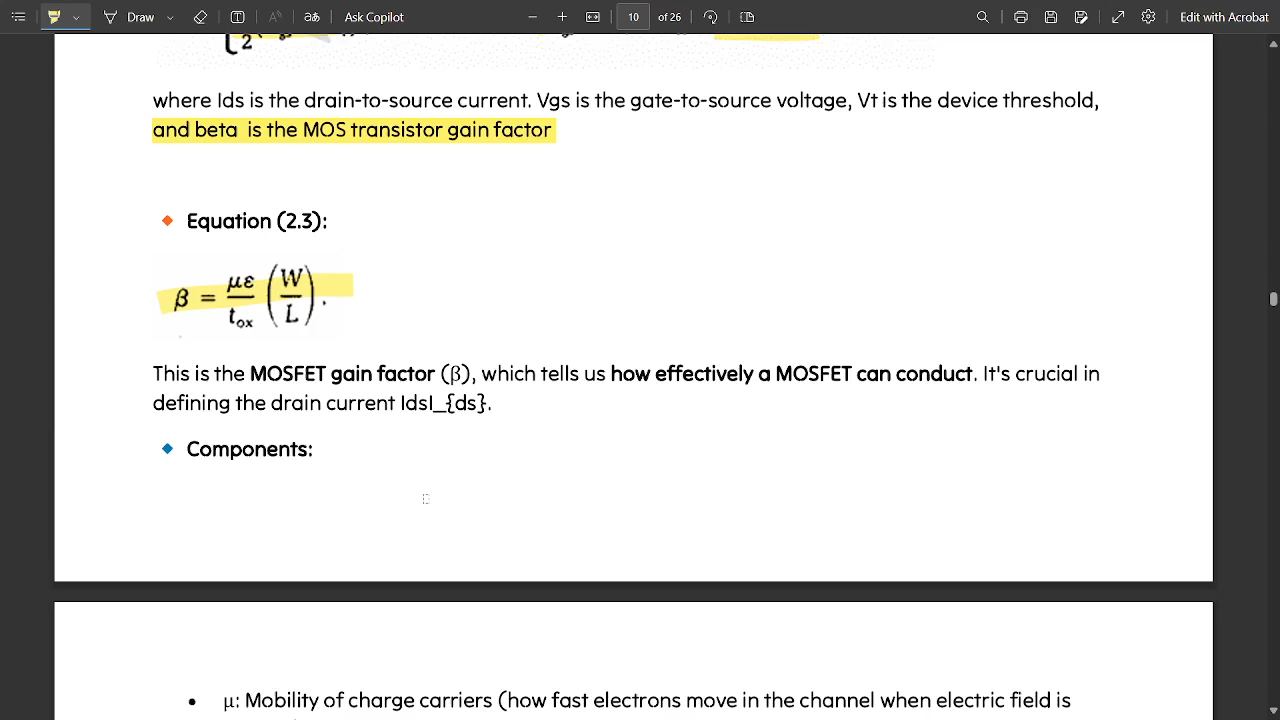 Draw
Ask Copilot
10 of 26
Edit with Acrobat
2
where Ids is the drain-to-source current. Vgs is the gate-to-source voltage, Vt is the device threshold,
and beta is the MOS transistor gain factor
Equation (2.3):
β = με/t_ox (W/L).
This is the MOSFET gain factor (β), which tells us how effectively a MOSFET can conduct. It's crucial in
defining the drain current IdsI_{ds}.
Components:
• μ: Mobility of charge carriers (how fast electrons move in the channel when electric field is